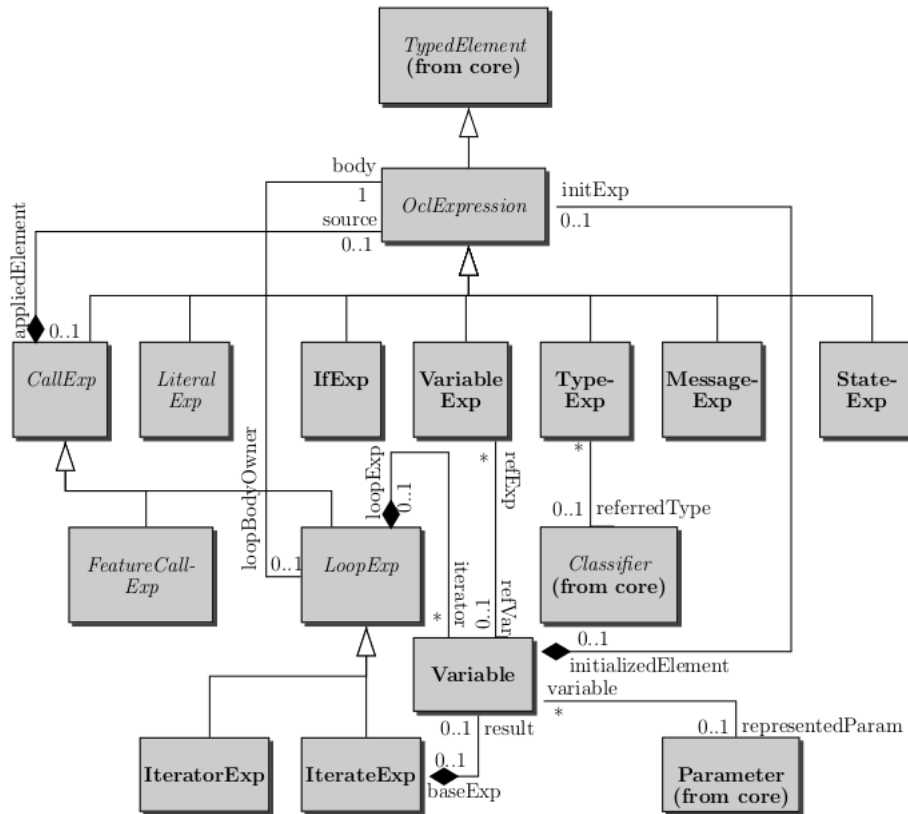 TypedElement
(from core)
body
1
OclExpression
initExp
0..1
source
0..1
appliedElement
0..1
CallExp
Literal
Exp
IfExp
Variable
Exp
Type-
Exp
Message-
Exp
State-
Exp
loopBodyOwner
0..1
loopExp
0..1
*
refExp
*
0..1
referredType
FeatureCall-
Exp
LoopExp
iterator
*
refVar
0..1
Classifier
(from core)
0..1
initializedElement
Variable
variable
*
0..1
result
0..1
representedParam
IteratorExp
IterateExp
0..1
baseExp
Parameter
(from core)